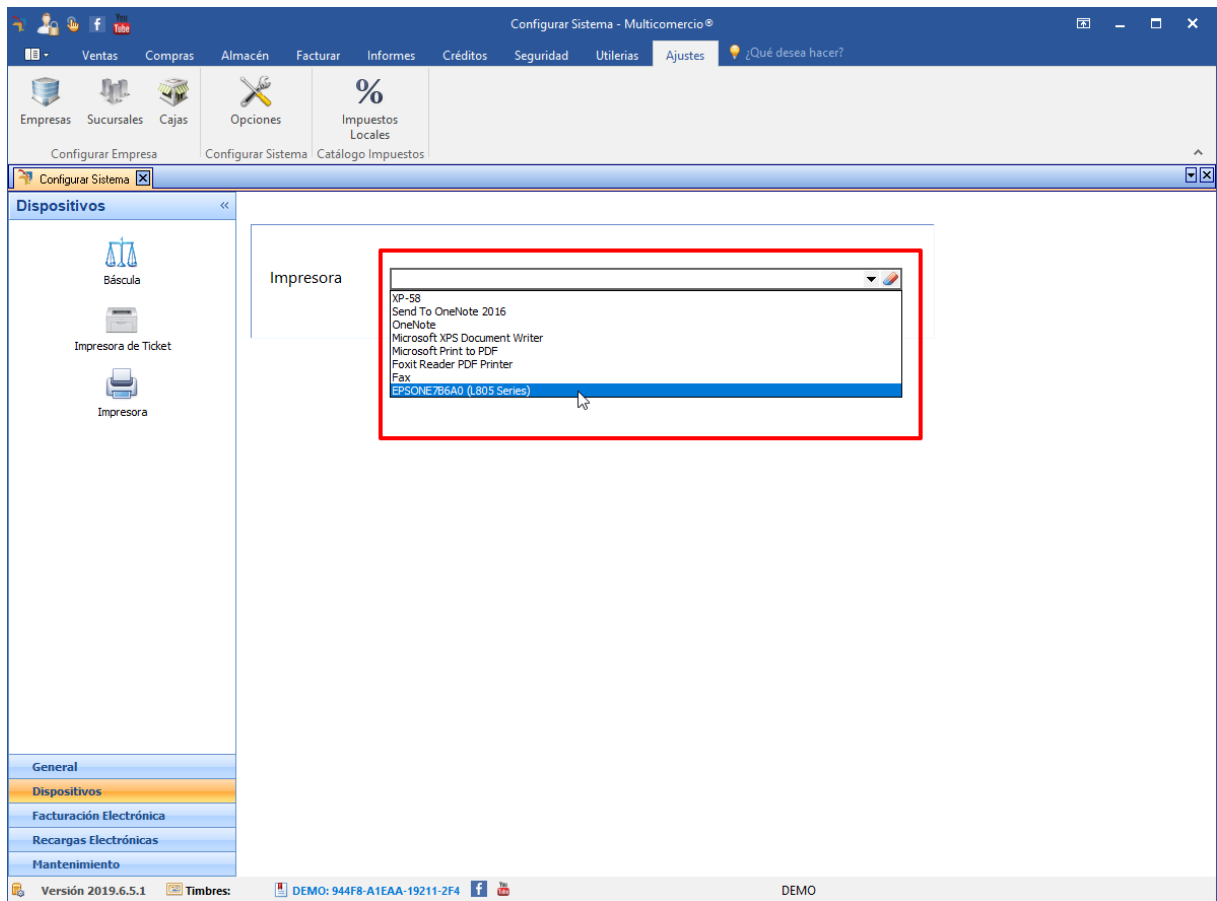 You
Tube
Configurar Sistema - Multicomercio®
Ventas Compras Almacén Facturar Informes Créditos Seguridad Utilerias Ajustes ¿Qué desea hacer?
Empresas Sucursales Cajas Opciones % Impuestos
Locales
Configurar Empresa Configurar Sistema Catálogo Impuestos
Configurar Sistema
Dispositivos
Báscula
Impresora de Ticket
Impresora
Impresora
XP-58
Send To OneNote 2016
OneNote
Microsoft XPS Document Writer
Microsoft Print to PDF
Foxit Reader PDF Printer
Fax
EPSONE7B6A0 (L805 Series)
General
Dispositivos
Facturación Electrónica
Recargas Electrónicas
Mantenimiento
Versión 2019.6.5.1 Timbres: DEMO: 944F8-A1EAA-19211-2F4 DEMO